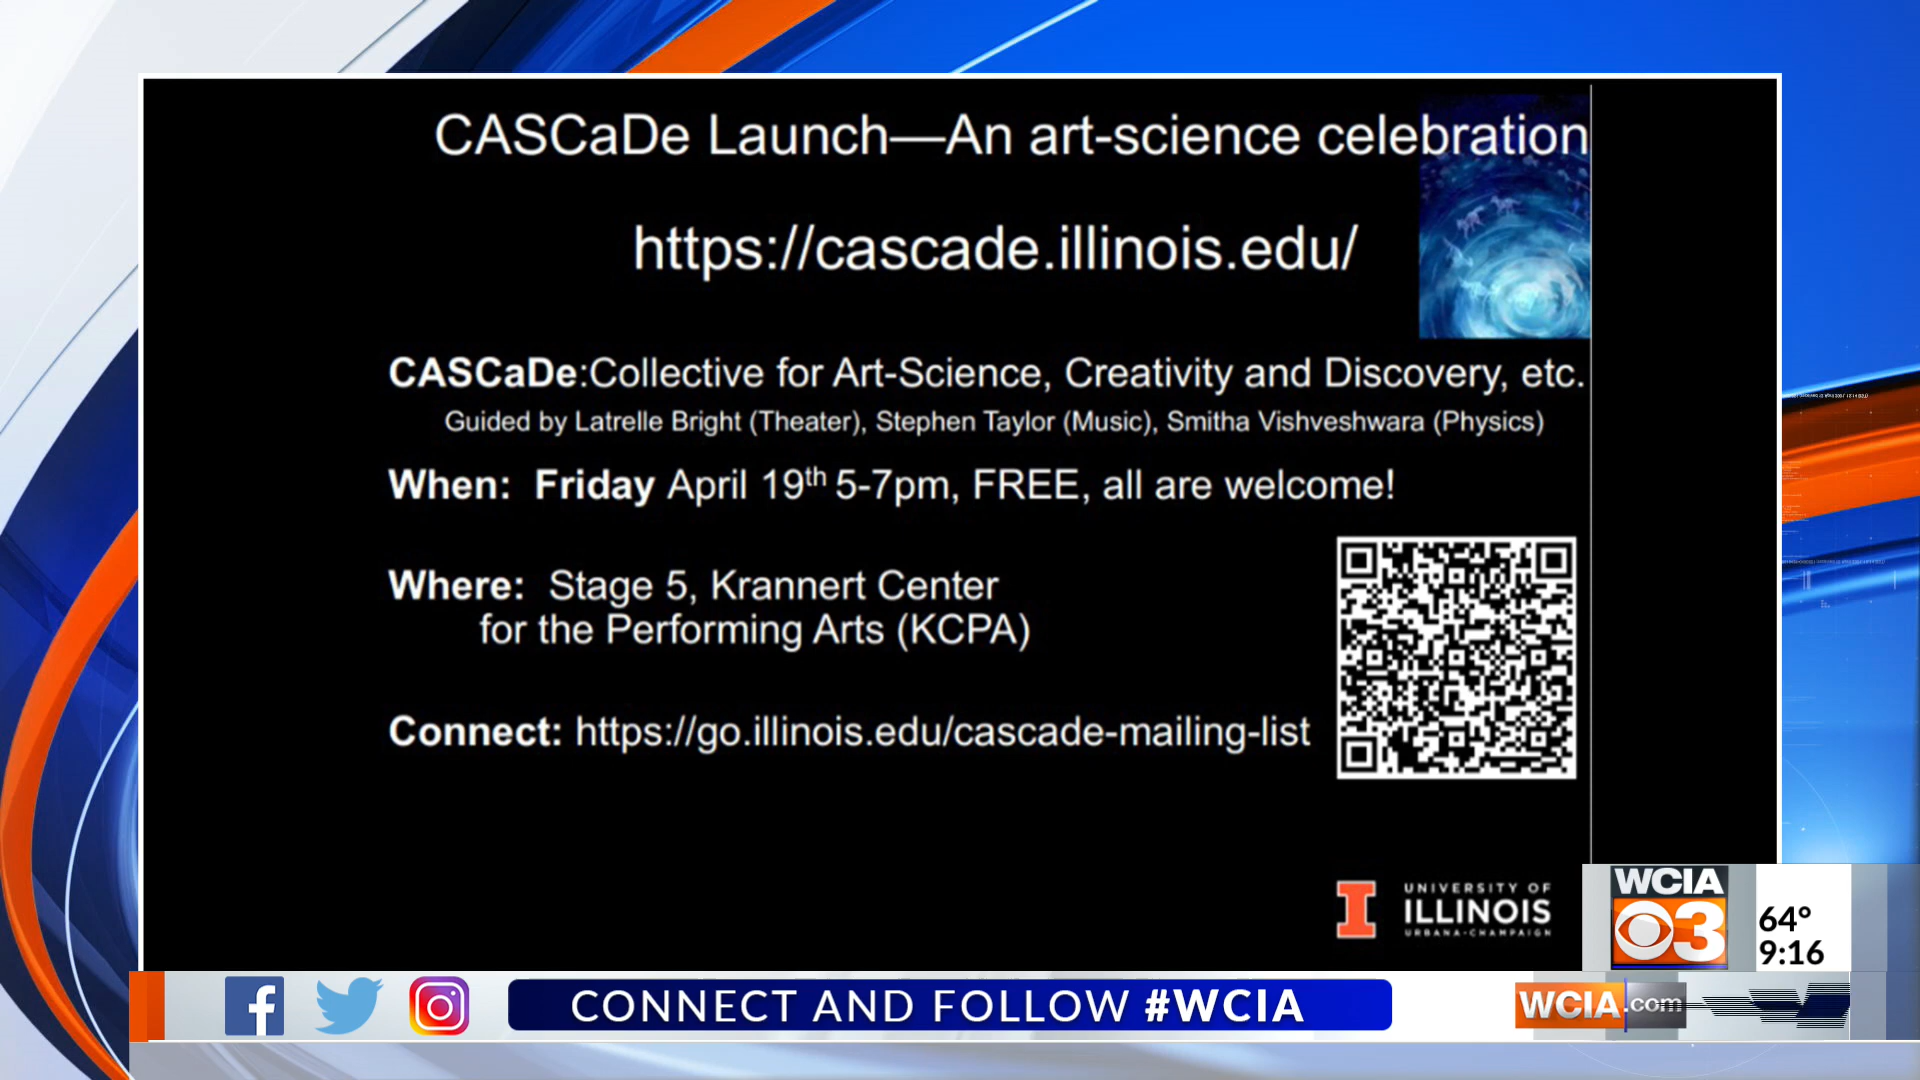 CASCaDe Launch—An art-science celebration
https://cascade.illinois.edu/
CASCaDe:Collective for Art-Science, Creativity and Discovery, etc.
Guided by Latrelle Bright (Theater), Stephen Taylor (Music), Smitha Vishveshwara (Physics)
When: Friday April 19th 5-7pm, FREE, all are welcome!
Where: Stage 5, Krannert Center
for the Performing Arts (KCPA)
Connect: https://go.illinois.edu/cascade-mailing-list
UNIVERSITY OF
ILLINOIS
URBANA-CHAMPAIGN
WCIA
3
64°
9:16
CONNECT AND FOLLOW #WCIA
WCIA.com